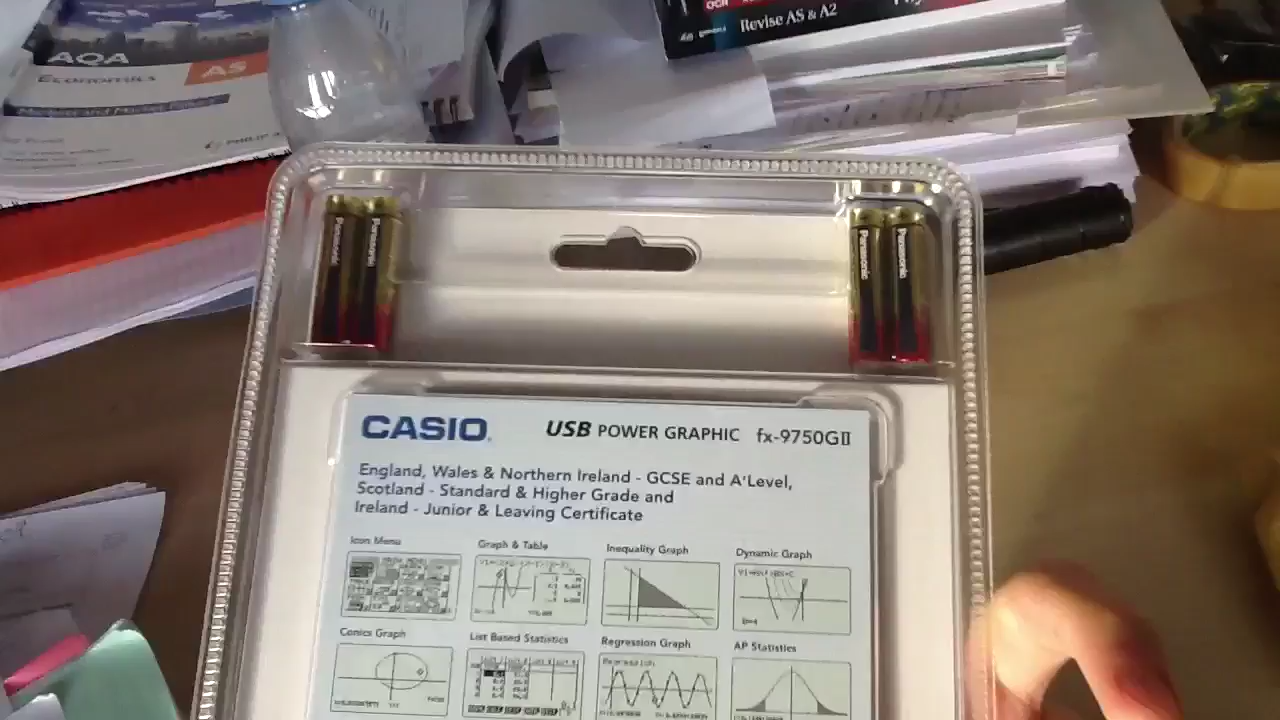 OCR
Revise AS & A2
AQA
AS
Economics
PHILIP A
Panasonic
Panasonic
Panasonic
Panasonic
CASIO.
USB POWER GRAPHIC fx-9750GII
England, Wales & Northern Ireland - GCSE and A'Level,
Scotland - Standard & Higher Grade and
Ireland - Junior & Leaving Certificate
Icon Menu
Graph & Table
Inequality Graph
Dynamic Graph
Conics Graph
List Based Statistics
Regression Graph
AP Statistics